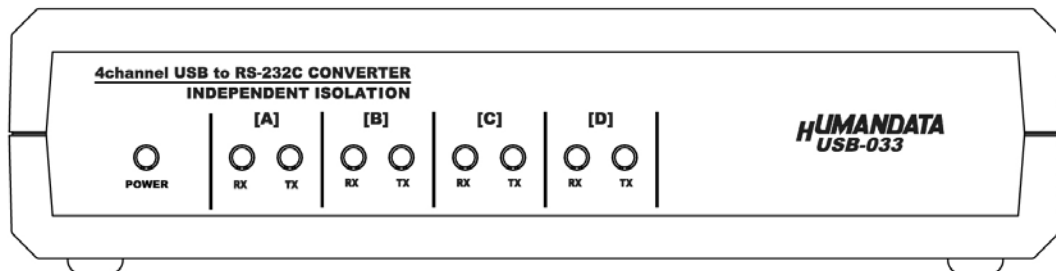 4channel USB to RS-232C CONVERTER
INDEPENDENT ISOLATION
[A] [B] [C] [D]
HUMANDATA
USB-033
POWER RX TX RX TX RX TX RX TX